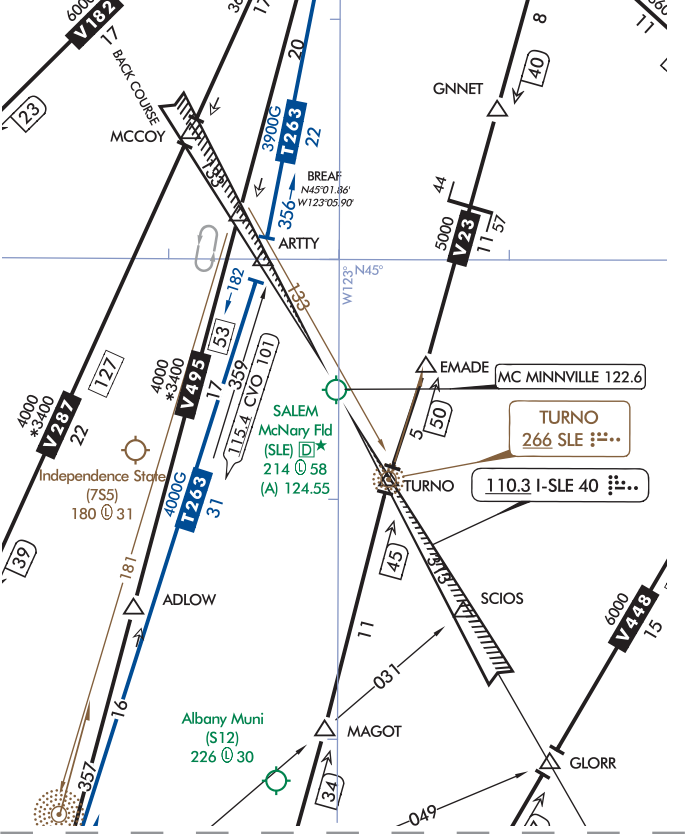 6000
V182
17
BACK COURSE
23
36
17
20
3900G
T263
22
8
40
11
360
GNNET
MCCOY
133
BREAF
N45°01.86'
W123°05.90'
356
44
5000
V23
11
57
ARTTY
W123°
N45°
182
133
53
359
115.4 CVO 101
127
4000
*3400
V495
17
4000
*3400
V287
22
EMADE
MC MINNVILLE 122.6
50
5
SALEM
McNary Fld
(SLE) D★
214 Ⓛ 58
(A) 124.55
TURNO
266 SLE
TURNO
110.3 I-SLE 40
Independence State
(7S5)
180 Ⓛ 31
4000G
T263
31
39
181
45
313
ADLOW
SCIOS
6000
V448
15
11
031
16
Albany Muni
(S12)
226 Ⓛ 30
MAGOT
GLORR
357
34
049